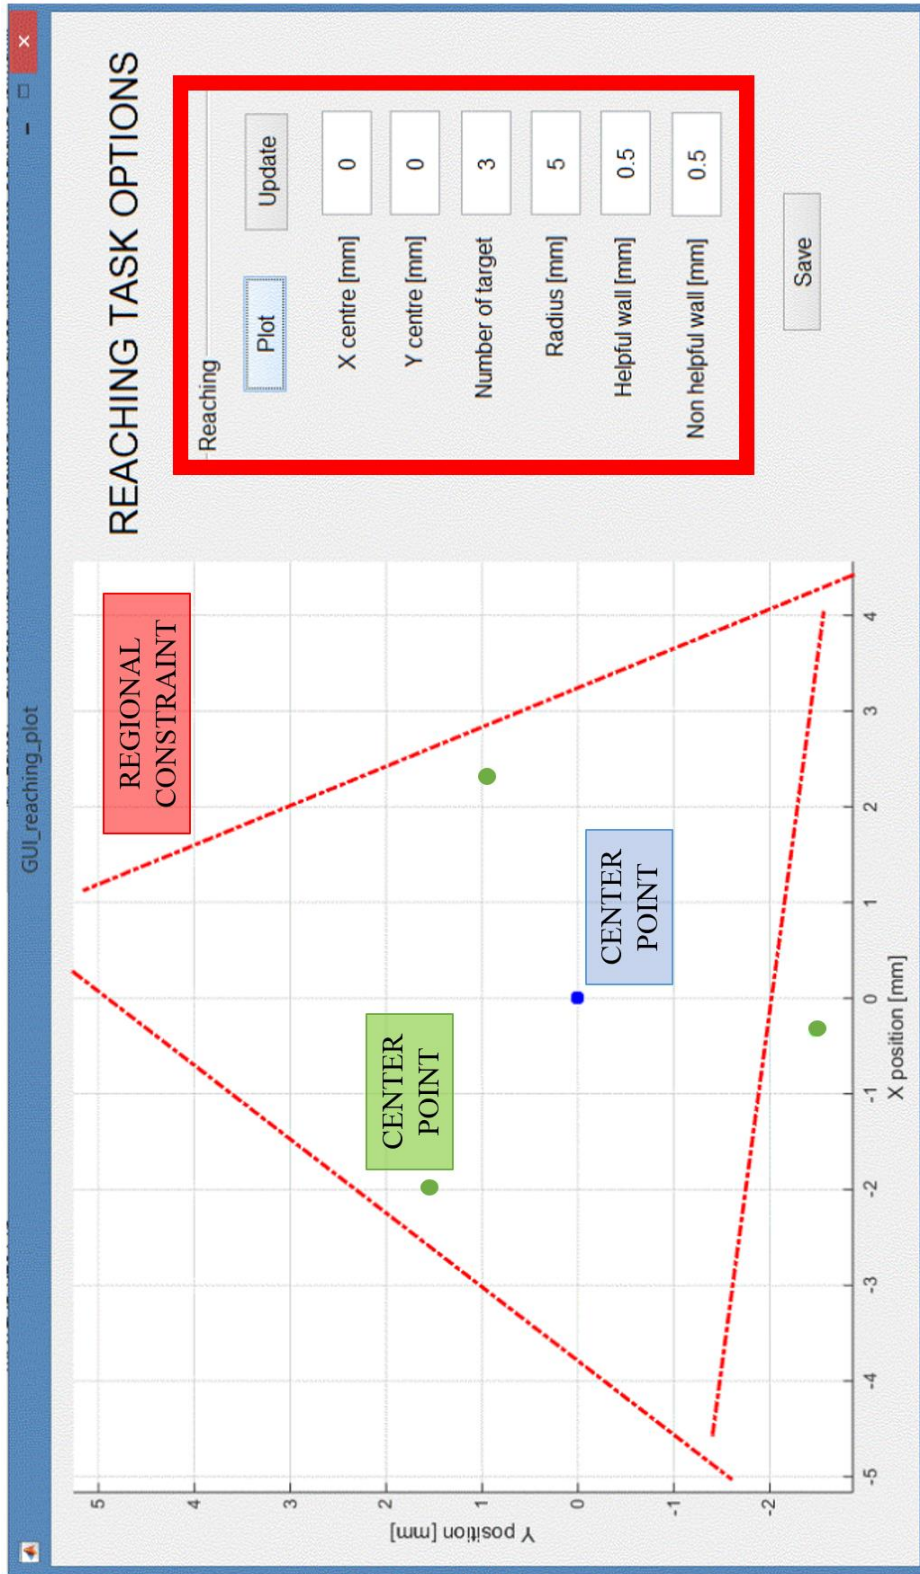 GUI_reaching_plot
REACHING TASK OPTIONS
REGIONAL
CONSTRAINT
CENTER
POINT
CENTER
POINT
Y position [mm]
5
4
3
2
1
0
-1
-2
-5
-4
-3
-2
-1
0
1
2
3
4
X position [mm]
Reaching
Plot
Update
X centre [mm]
0
Y centre [mm]
0
Number of target
3
Radius [mm]
5
Helpful wall [mm]
0.5
Non helpful wall [mm]
0.5
Save